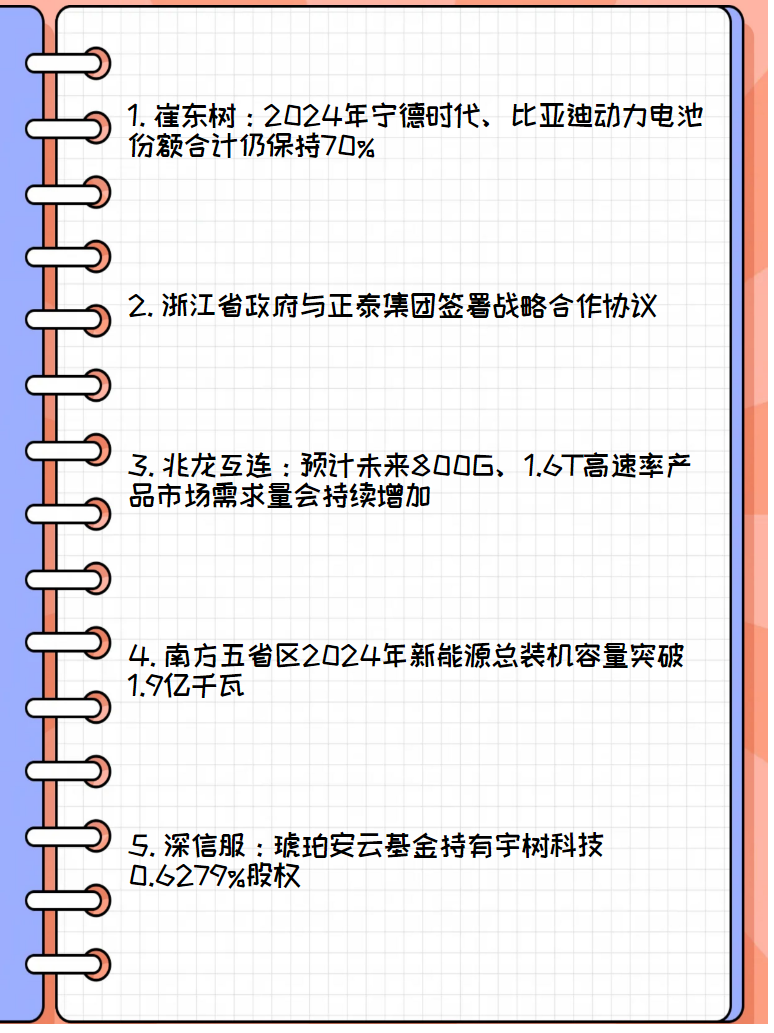 1. 崔东树：2024年宁德时代、比亚迪动力电池
份额合计仍保持70%
2. 浙江省政府与正泰集团签署战略合作协议
3. 兆龙互连：预计未来800G、1.6T高速率产
品市场需求量会持续增加
4. 南方五省区2024年新能源总装机容量突破
1.9亿千瓦
5. 深信服：琥珀安云基金持有宇树科技
0.6279%股权